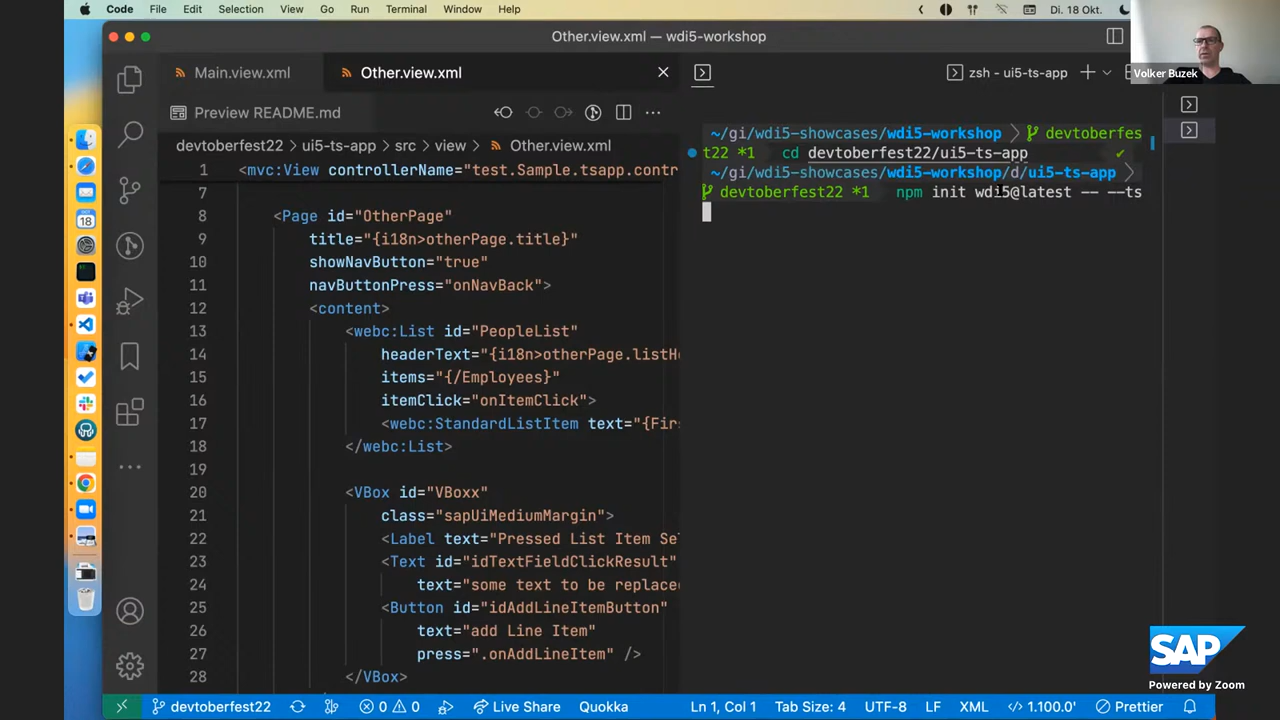 Code File Edit Selection View Go Run Terminal Window Help Di. 18 Okt.
Other.view.xml — wdi5-workshop
Volker Buzek
Main.view.xml Other.view.xml
zsh - ui5-ts-app
Preview README.md
devtoberfest22 ui5-ts-app src view Other.view.xml
1 <mvc:View controllerName="test.Sample.tsapp.contr
7
8 <Page id="OtherPage"
9 title="{i18n>otherPage.title}"
10 showNavButton="true"
11 navButtonPress="onNavBack">
12 <content>
13 <webc:List id="PeopleList"
14 headerText="{i18n>otherPage.listHe
15 items="{/Employees}"
16 itemClick="onItemClick">
17 <webc:StandardListItem text="{Firs
18 </webc:List>
19
20 <VBox id="VBoxx"
21 class="sapUiMediumMargin">
22 <Label text="Pressed List Item Sel
23 <Text id="idTextFieldClickResult"
24 text="some text to be replaced
25 <Button id="idAddLineItemButton"
26 text="add Line Item"
27 press=".onAddLineItem" />
28 </VBox>
~/gi/wdi5-showcases/wdi5-workshop devtoberfes
t22 *1 cd devtoberfest22/ui5-ts-app ✓
~/gi/wdi5-showcases/wdi5-workshop/d/ui5-ts-app
devtoberfest22 *1 npm init wdi5@latest -- --ts
18
SAP
Powered by Zoom
devtoberfest22 0 0 Live Share Quokka Ln 1, Col 1 Tab Size: 4 UTF-8 LF XML </> 1.100.0' Prettier